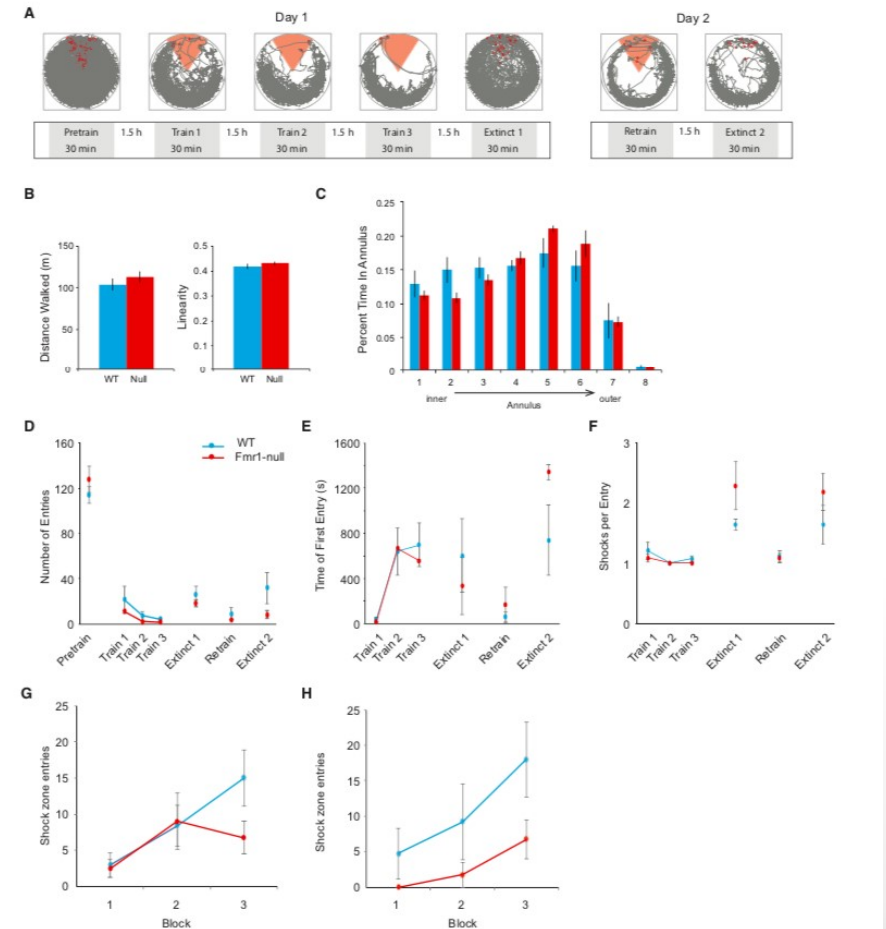 A
Day 1
Day 2
Pretrain 1.5 h Train 1 1.5 h Train 2 1.5 h Train 3 1.5 h Extinct 1
30 min 30 min 30 min 30 min 30 min
Retrain 1.5 h Extinct 2
30 min 30 min
B
Distance Walked (m)
150
100
50
0
WT Null
Linearity
0.5
0.4
0.3
0.2
0.1
0
WT Null
C
Percent Time In Annulus
0.25
0.20
0.15
0.10
0.05
0
1 2 3 4 5 6 7 8
inner outer
Annulus
D
WT
Fmr1-null
Number of Entries
160
120
80
40
0
Pretrain Train 1 Train 2 Train 3 Extinct 1 Retrain Extinct 2
E
Time of First Entry (s)
1600
1200
800
400
0
Train 1 Train 2 Train 3 Extinct 1 Retrain Extinct 2
F
Shocks per Entry
3
2
1
0
Train 1 Train 2 Train 3 Extinct 1 Retrain Extinct 2
G
Shock zone entries
25
20
15
10
5
0
1 2 3
Block
H
Shock zone entries
25
20
15
10
5
0
1 2 3
Block